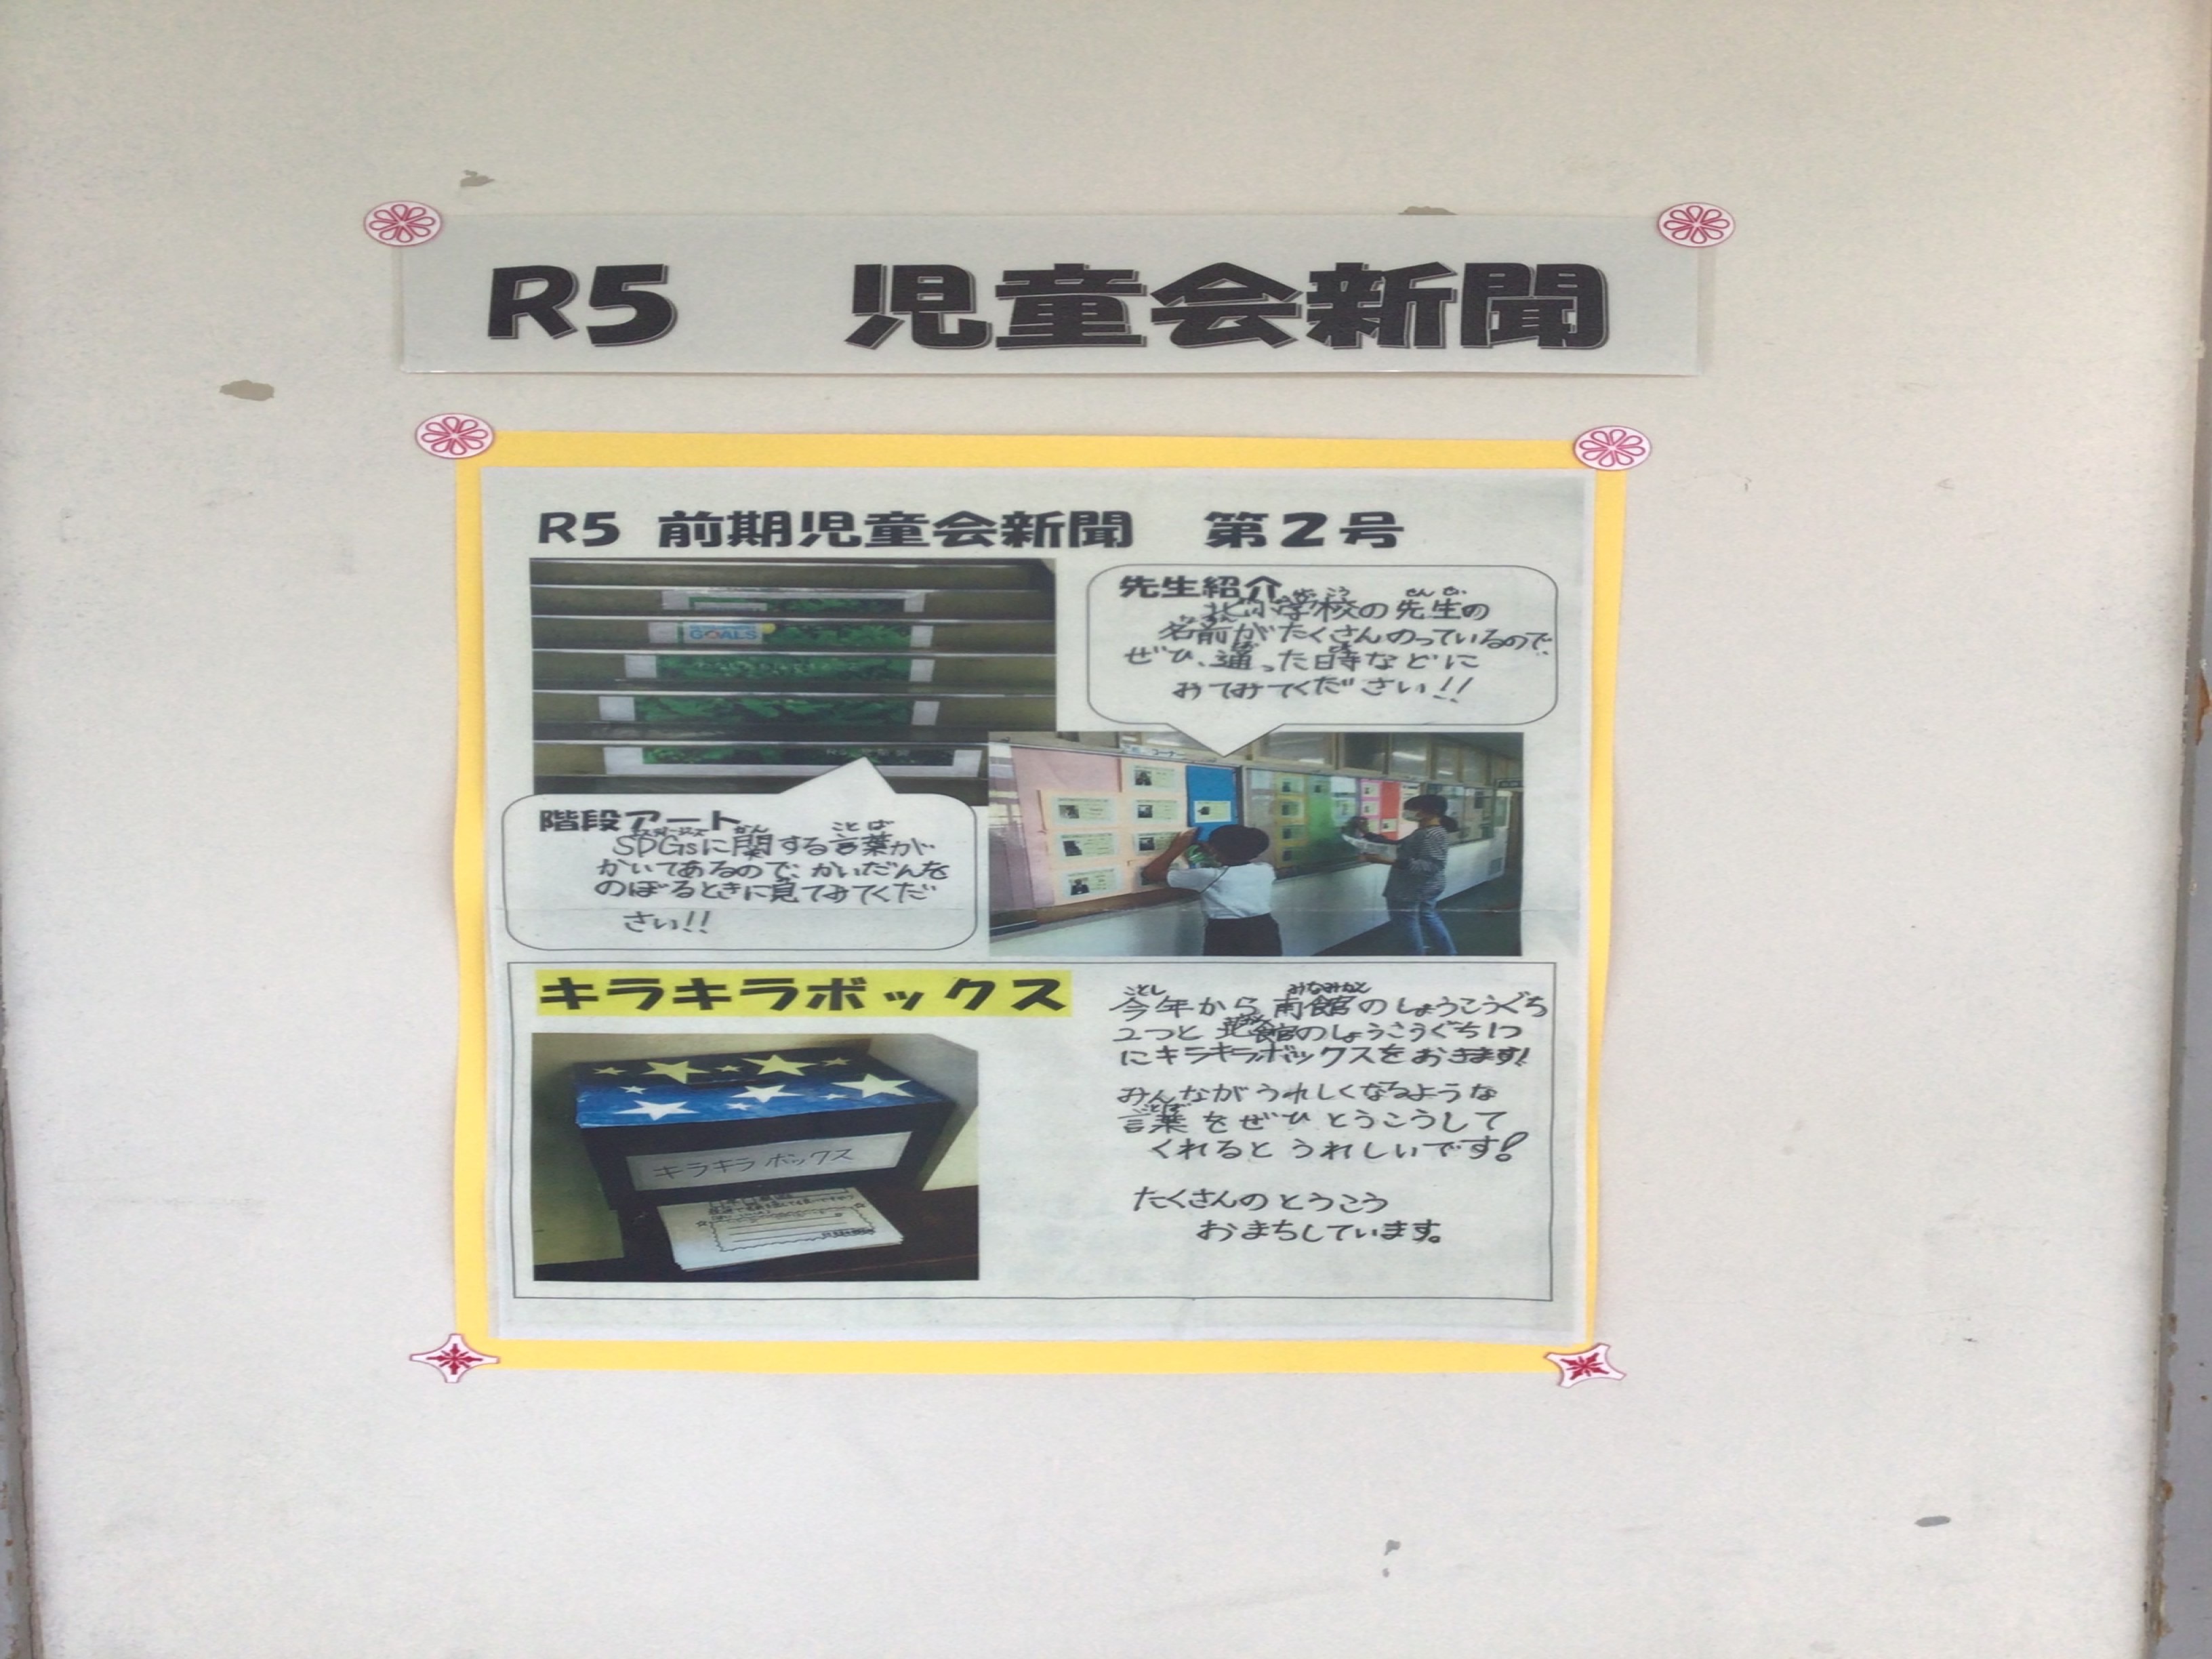 R5 児童会新聞
R5 前期児童会新聞 第2号
GOALS
先生紹介
北小学校の先生の
名前がたくさんのっているので、
ぜひ、通った時などに
みてみてください!!
階段アート
SDGsに関する言葉が
かいてあるので、かいだんを
のぼるときに見てみてくだ
さい!!
キラキラボックス
キラキラボックス
今年から南館のしょうこうぐち
2つと北館のしょうこうぐち1つ
にキラキラボックスをおきます!
みんながうれしくなるような
言葉をぜひとうこうして
くれるとうれしいです!
たくさんのとうこう
おまちしています。